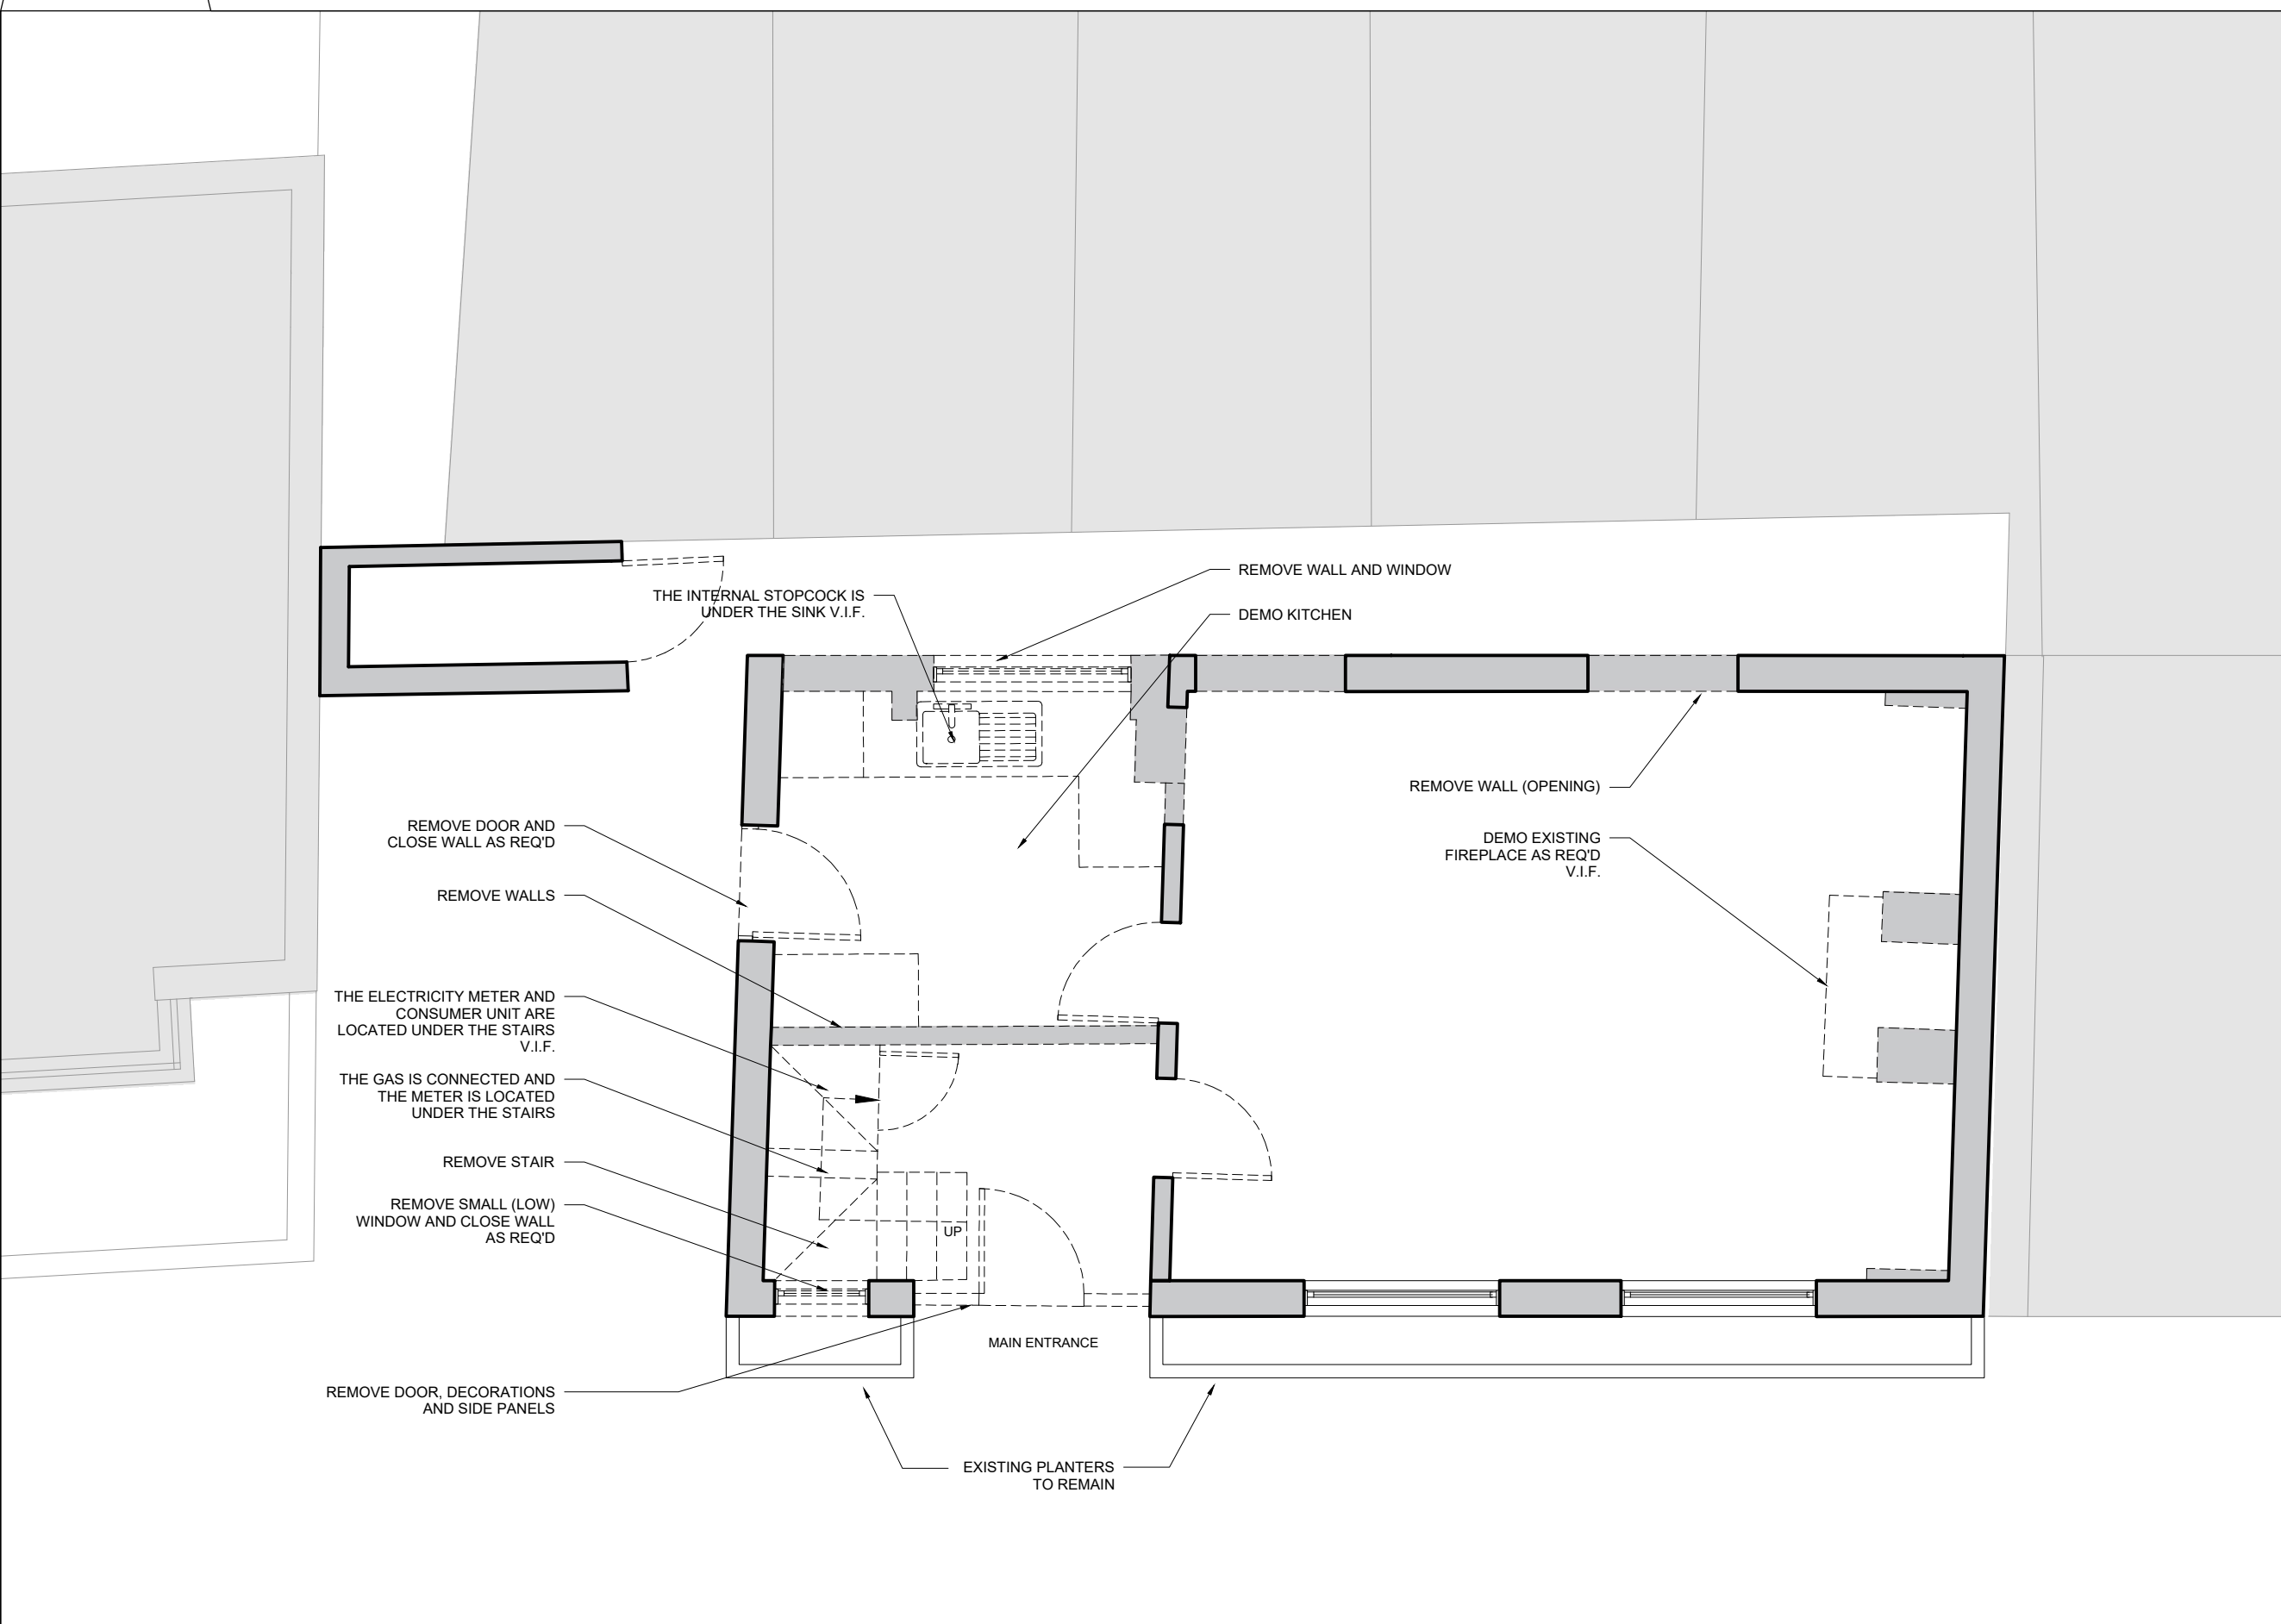 REMOVE WALL AND WINDOW
THE INTERNAL STOPCOCK IS
UNDER THE SINK V.I.F.
DEMO KITCHEN
REMOVE WALL (OPENING)
REMOVE DOOR AND
CLOSE WALL AS REQ'D
DEMO EXISTING
FIREPLACE AS REQ'D
V.I.F.
REMOVE WALLS
THE ELECTRICITY METER AND
CONSUMER UNIT ARE
LOCATED UNDER THE STAIRS
V.I.F.
THE GAS IS CONNECTED AND
THE METER IS LOCATED
UNDER THE STAIRS
REMOVE STAIR
REMOVE SMALL (LOW)
WINDOW AND CLOSE WALL
AS REQ'D
UP
MAIN ENTRANCE
REMOVE DOOR, DECORATIONS
AND SIDE PANELS
EXISTING PLANTERS
TO REMAIN